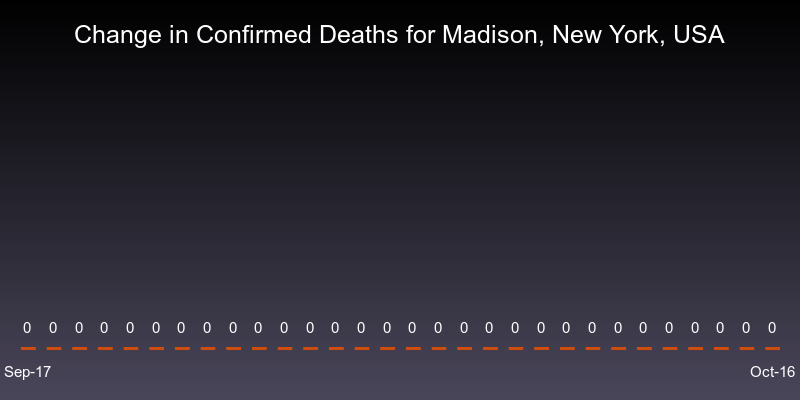 Change in Confirmed Deaths for Madison, New York, USA
0 0 0 0 0 0 0 0 0 0 0 0 0 0 0 0 0 0 0 0 0 0 0 0 0 0 0 0 0 0
Sep-17 Oct-16